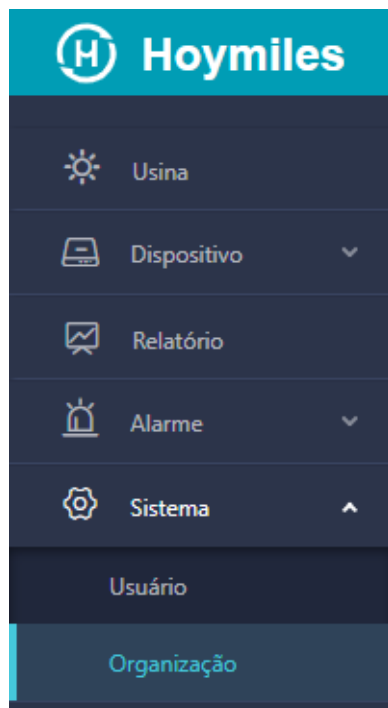 Hoymiles
Usina
Dispositivo
Relatório
Alarme
Sistema
Usuário
Organização